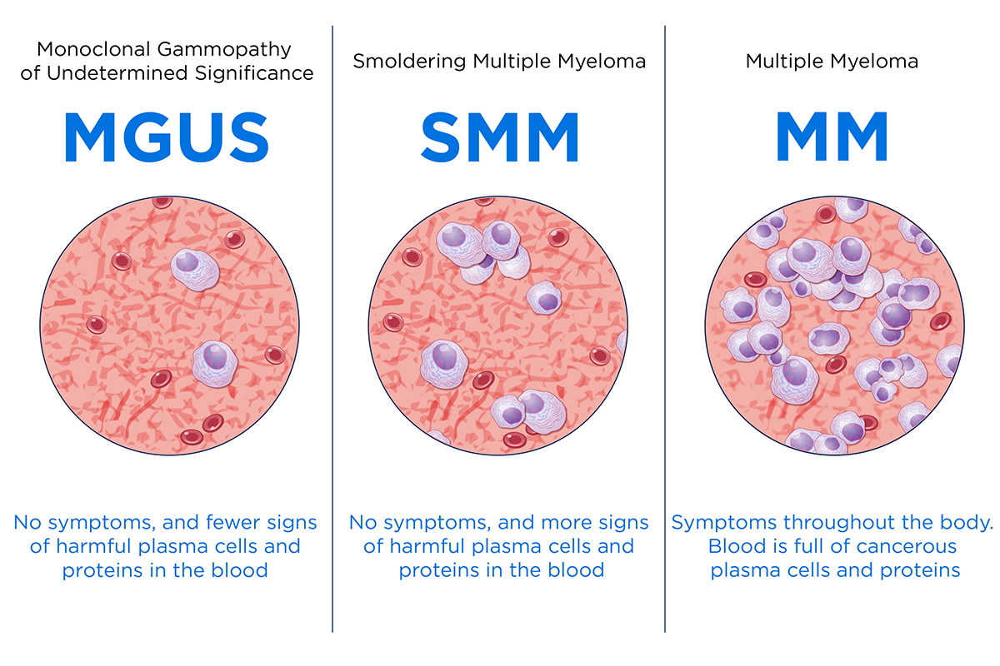 Monoclonal Gammopathy
of Undetermined Significance
MGUS
No symptoms, and fewer signs
of harmful plasma cells and
proteins in the blood
Smoldering Multiple Myeloma
SMM
No symptoms, and more signs
of harmful plasma cells and
proteins in the blood
Multiple Myeloma
MM
Symptoms throughout the body.
Blood is full of cancerous
plasma cells and proteins